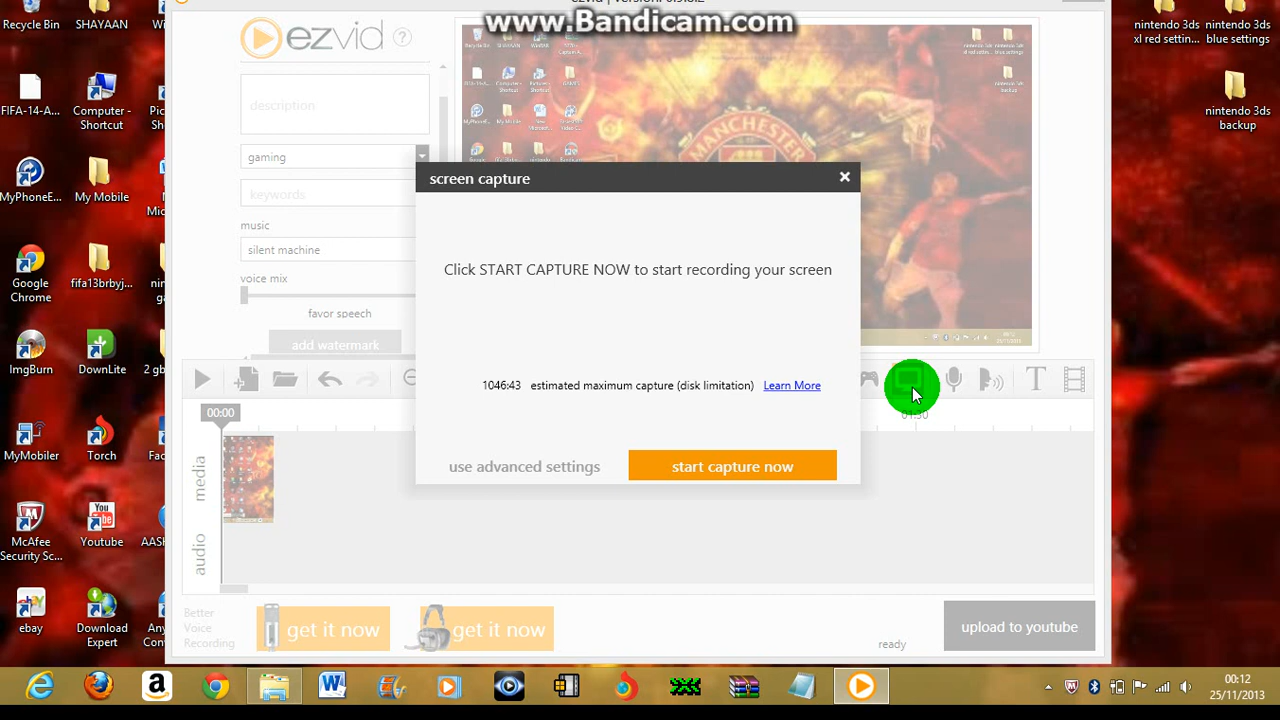 www.Bandicam.com
Recycle Bin
SHAYAAN
WinRAR
nintendo 3ds xl red settin...
nintendo 3ds blue settings
ezvid
?
description
FIFA-14-A...
Computer - Shortcut
nintendo 3ds backup
gaming
screen capture
keywords
MyPhoneE...
My Mobile
music
silent machine
Click START CAPTURE NOW to start recording your screen
voice mix
Google Chrome
fifa13brbyj...
favor speech
add watermark
ImgBurn
DownLite
1046:43 estimated maximum capture (disk limitation) Learn More
T
00:00
01:30
MyMobiler
Torch
use advanced settings
start capture now
media
McAfee Security Sc...
Youtube
audio
Better
Voice
Recording
get it now
get it now
upload to youtube
ready
ebay
Download Expert
00:12
25/11/2013